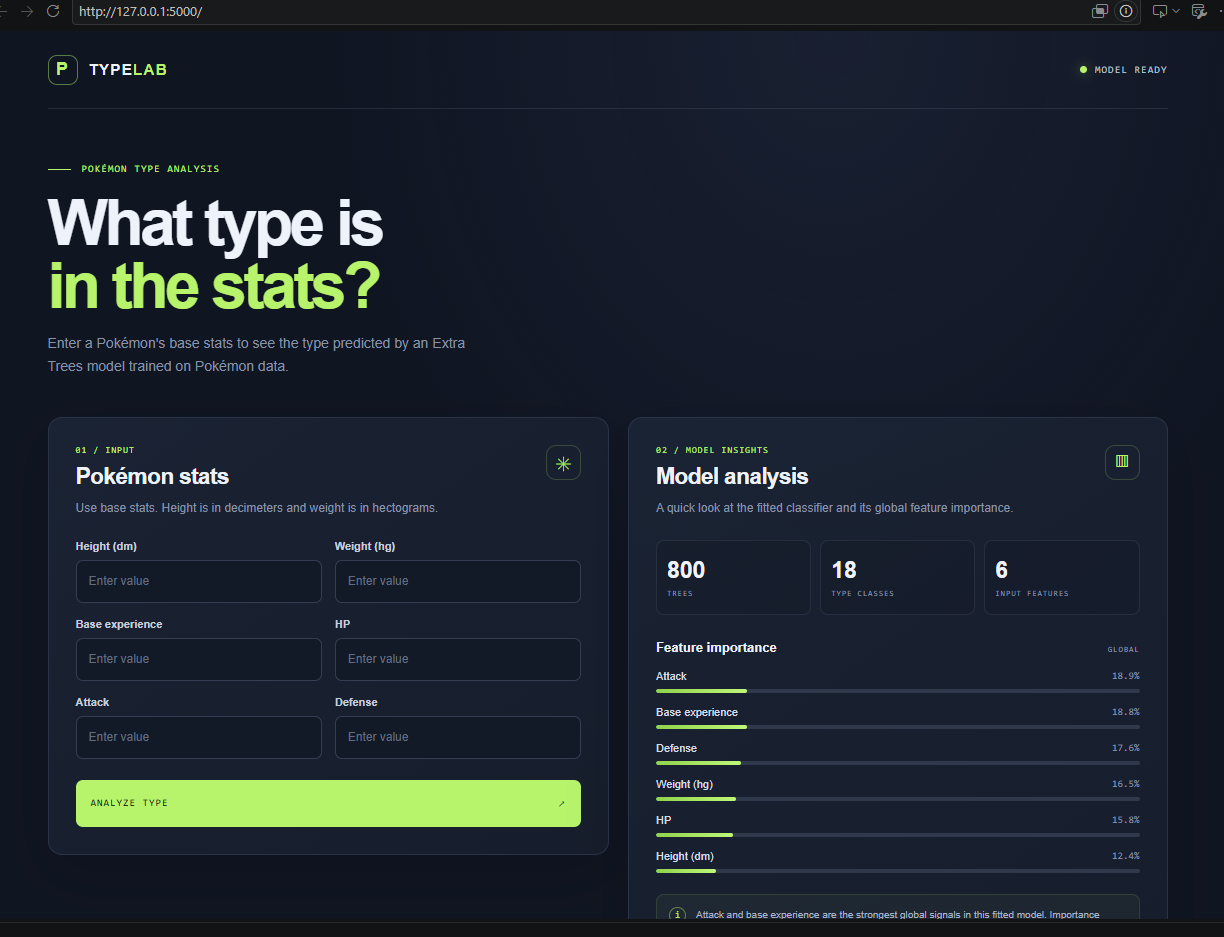 http://127.0.0.1:5000/
P TYPELAB
MODEL READY
POKÉMON TYPE ANALYSIS
What type is
in the stats?
Enter a Pokémon's base stats to see the type predicted by an Extra
Trees model trained on Pokémon data.
01 / INPUT
Pokémon stats
Use base stats. Height is in decimeters and weight is in hectograms.
Height (dm)
Weight (hg)
Enter value
Enter value
Base experience
HP
Enter value
Enter value
Attack
Defense
Enter value
Enter value
ANALYZE TYPE ↗
02 / MODEL INSIGHTS
Model analysis
A quick look at the fitted classifier and its global feature importance.
800
TREES
18
TYPE CLASSES
6
INPUT FEATURES
Feature importance
GLOBAL
Attack 18.9%
Base experience 18.8%
Defense 17.6%
Weight (hg) 16.5%
HP 15.8%
Height (dm) 12.4%
i Attack and base experience are the strongest global signals in this fitted model. Importance